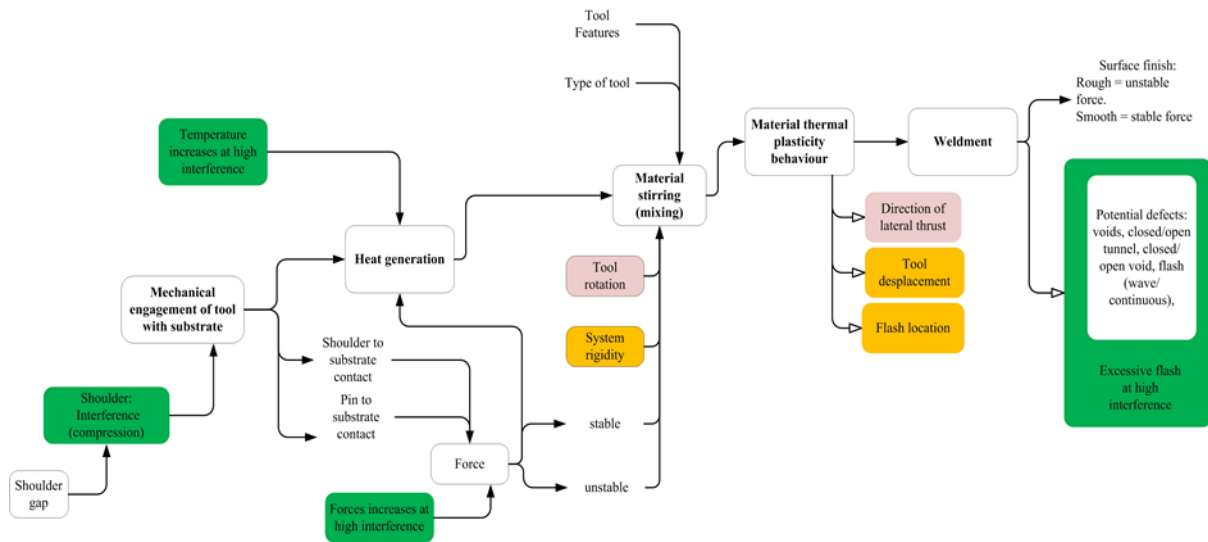 Tool
Features
Type of tool
Temperature
increases at high
interference
Heat generation
Mechanical
engagement of tool
with substrate
Shoulder:
Interference
(compression)
Shoulder
gap
Shoulder to
substrate
contact
Pin to
substrate
contact
Force
Forces increases at
high interference
stable
unstable
Material
stirring
(mixing)
Tool
rotation
System
rigidity
Material thermal
plasticity
behaviour
Direction of
lateral thrust
Tool
desplacement
Flash location
Weldment
Surface finish:
Rough = unstable
force.
Smooth = stable force
Potential defects:
voids, closed/open
tunnel, closed/
open void, flash
(wave/
continuous),
Excessive flash
at high
interference